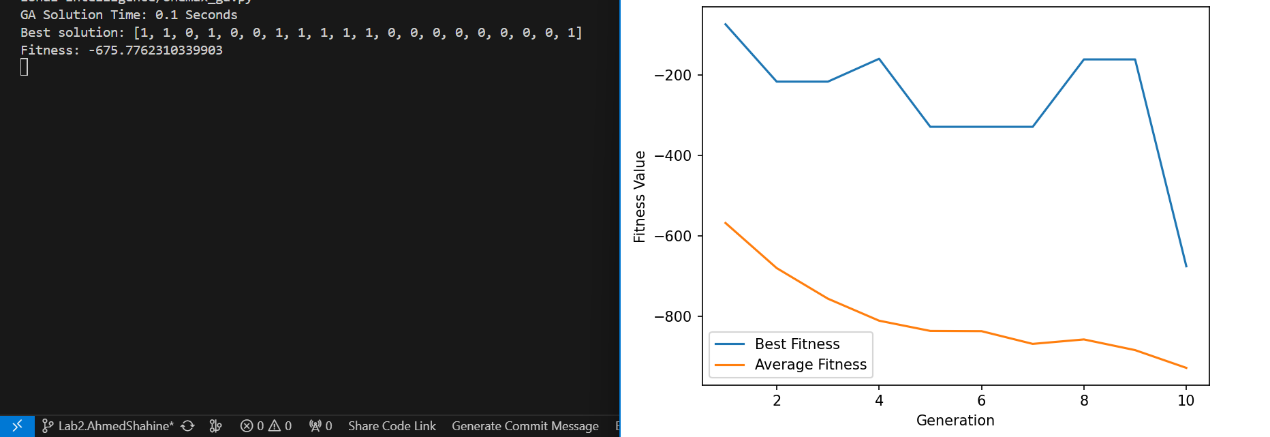 GA Solution Time: 0.1 Seconds
Best solution: [1, 1, 0, 1, 0, 0, 1, 1, 1, 1, 1, 0, 0, 0, 0, 0, 0, 0, 0, 1]
Fitness: -675.7762310339903
Lab2.AhmedShahine*
0 0
0
Share Code Link
Generate Commit Message
Fitness Value
-200
-400
-600
-800
Best Fitness
Average Fitness
2 4 6 8 10
Generation